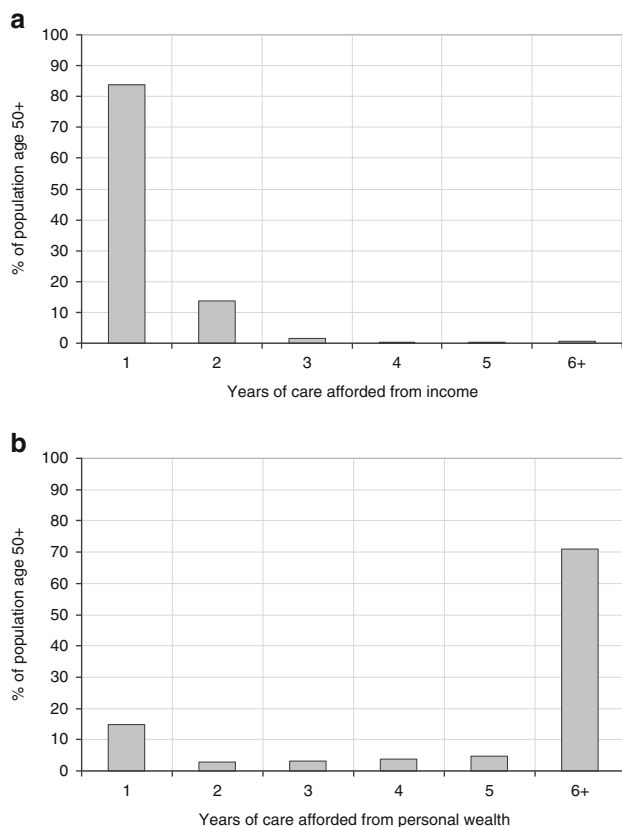 a
100
90
80
70
60
50
40
30
20
10
0
% of population age 50+
1 2 3 4 5 6+
Years of care afforded from income
b
100
90
80
70
60
50
40
30
20
10
0
% of population age 50+
1 2 3 4 5 6+
Years of care afforded from personal wealth